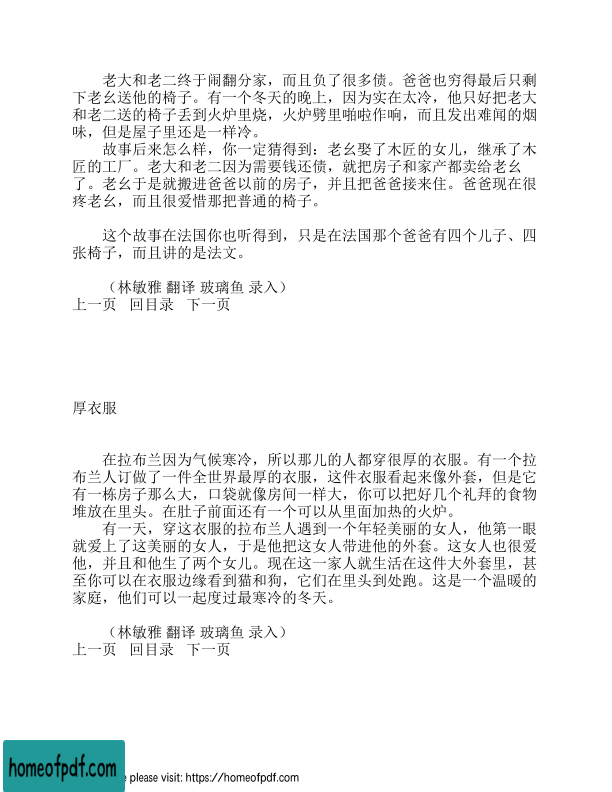 老大和老二终于闹翻分家，而且负了很多债。爸爸也穷得最后只剩
下老幺送他的椅子。有一个冬天的晚上，因为实在太冷，他只好把老大
和老二送的椅子丢到火炉里烧，火炉劈里啪啦作响，而且发出难闻的烟
味，但是屋子里还是一样冷。
故事后来怎么样，你一定猜得到：老幺娶了木匠的女儿，继承了木
匠的工厂。老大和老二因为需要钱还债，就把房子和家产都卖给老幺
了。老幺于是就搬进爸爸以前的房子，并且把爸爸接来住。爸爸现在很
疼老幺，而且很爱惜那把普通的椅子。
这个故事在法国你也听得到，只是在法国那个爸爸有四个儿子、四
张椅子，而且讲的是法文。
（林敏雅 翻译 玻璃鱼 录入）
上一页 回目录 下一页
厚衣服
在拉布兰因为气候寒冷，所以那儿的人都穿很厚的衣服。有一个拉
布兰人订做了一件全世界最厚的衣服，这件衣服看起来像外套，但是它
有一栋房子那么大，口袋就像房间一样大，你可以把好几个礼拜的食物
堆放在里头。在肚子前面还有一个可以从里面加热的火炉。
有一天，穿这衣服的拉布兰人遇到一个年轻美丽的女人，他第一眼
就爱上了这美丽的女人，于是他把这女人带进他的外套。这女人也很爱
他，并且和他生了两个女儿。现在这一家人就生活在这件大外套里，甚
至你可以在衣服边缘看到猫和狗，它们在里头到处跑。这是一个温暖的
家庭，他们可以一起度过最寒冷的冬天。
（林敏雅 翻译 玻璃鱼 录入）
上一页 回目录 下一页
homeofpdf.com
please visit: https://homeofpdf.com